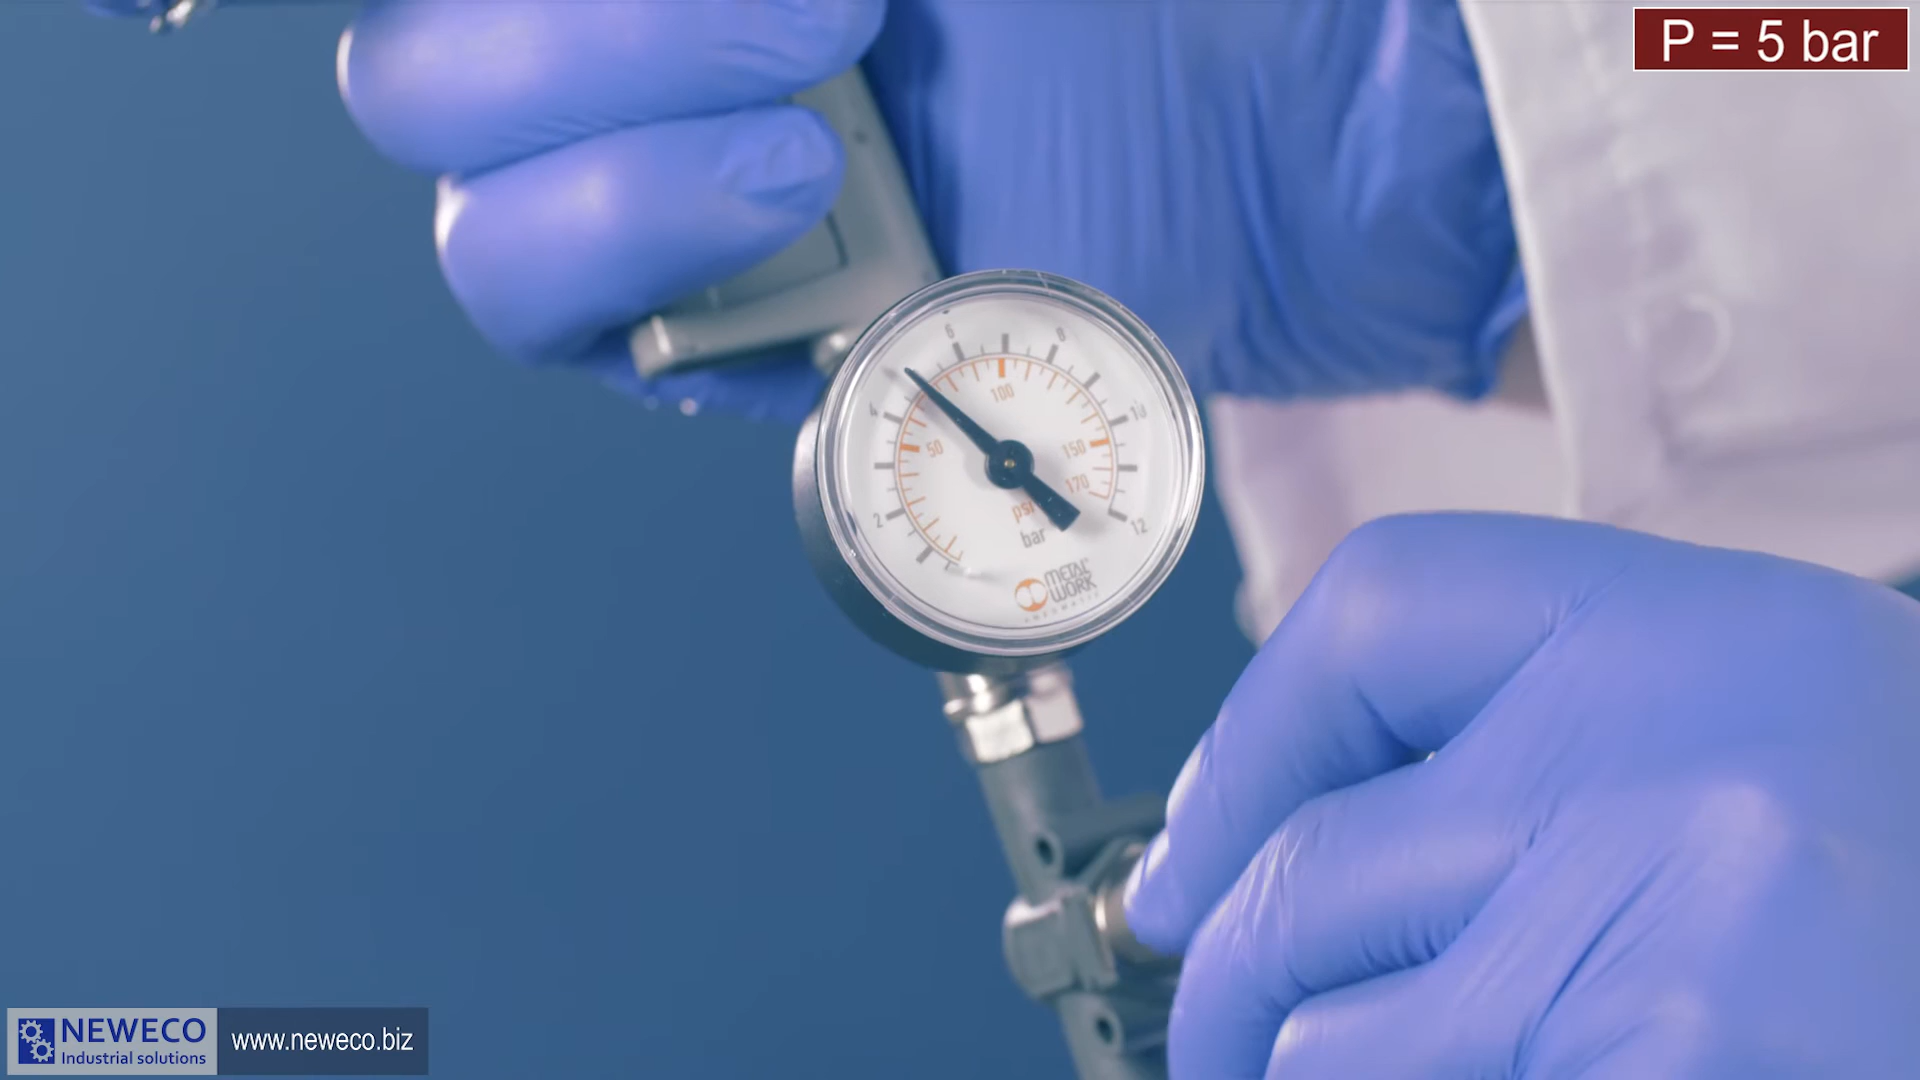 P = 5 bar
6
8
4
100
10
50
150
170
2
psi
12
bar
METAL
WORK
PNEUMATIC
NEWECO
Industrial solutions
www.neweco.biz